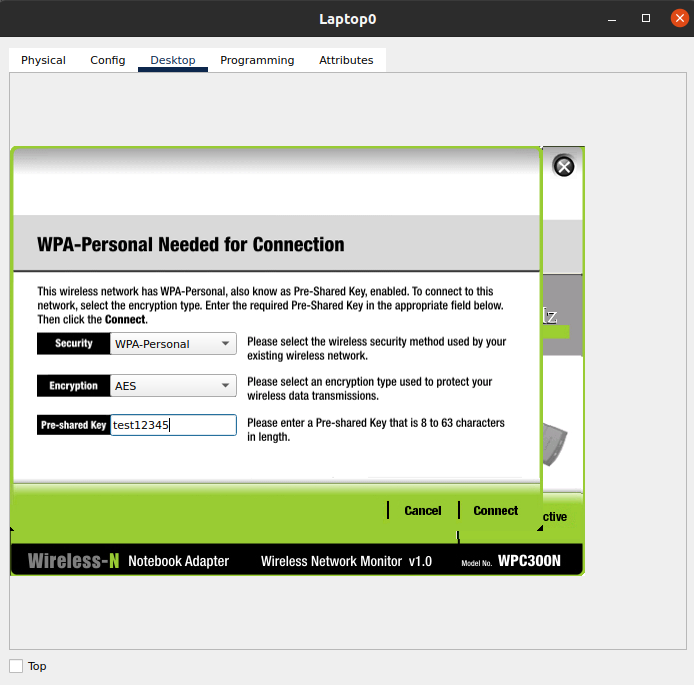 Laptop0
Physical Config Desktop Programming Attributes
WPA-Personal Needed for Connection
This wireless network has WPA-Personal, also know as Pre-Shared Key, enabled. To connect to this
network, select the encryption type. Enter the required Pre-Shared Key in the appropriate field below.
Then click the Connect.
Security WPA-Personal Please select the wireless security method used by your
existing wireless network.
Encryption AES Please select an encryption type used to protect your
wireless data transmissions.
Pre-shared Key test12345 Please enter a Pre-shared Key that is 8 to 63 characters
in length.
Cancel Connect
ctive
Wireless-N Notebook Adapter Wireless Network Monitor v1.0 Model No. WPC300N
Top